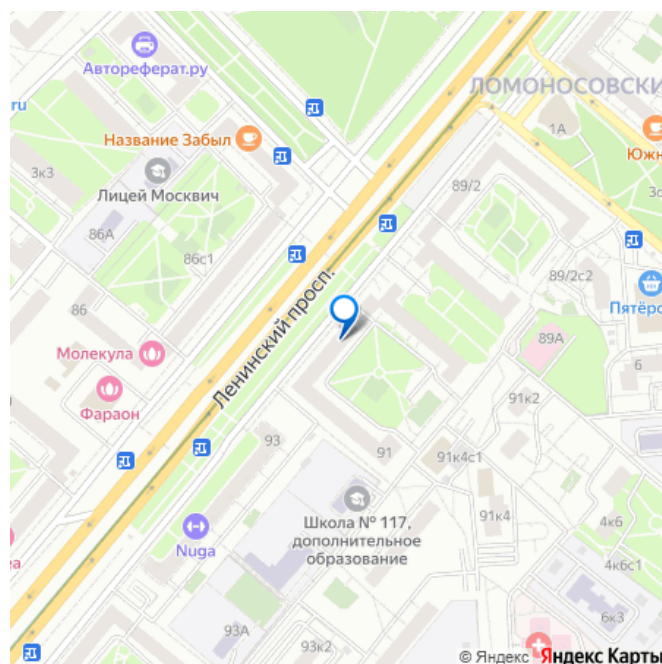 Автореферат.ру
ru
ЛОМОНОСОВСКИ
Название Забыл
1А
Южн
3к3
Лицей Москвич
89/2
86А
86с1
Ленинский просп.
89/2с2
Пятёро
86
89А
Молекула
6
Фараон
91к2
93
91
91к4с1
Школа № 117,
дополнительное
образование
91к4
4к6
Nuga
4к6с1
93А
93к2
6к3
© Яндекс Яндекс Карты